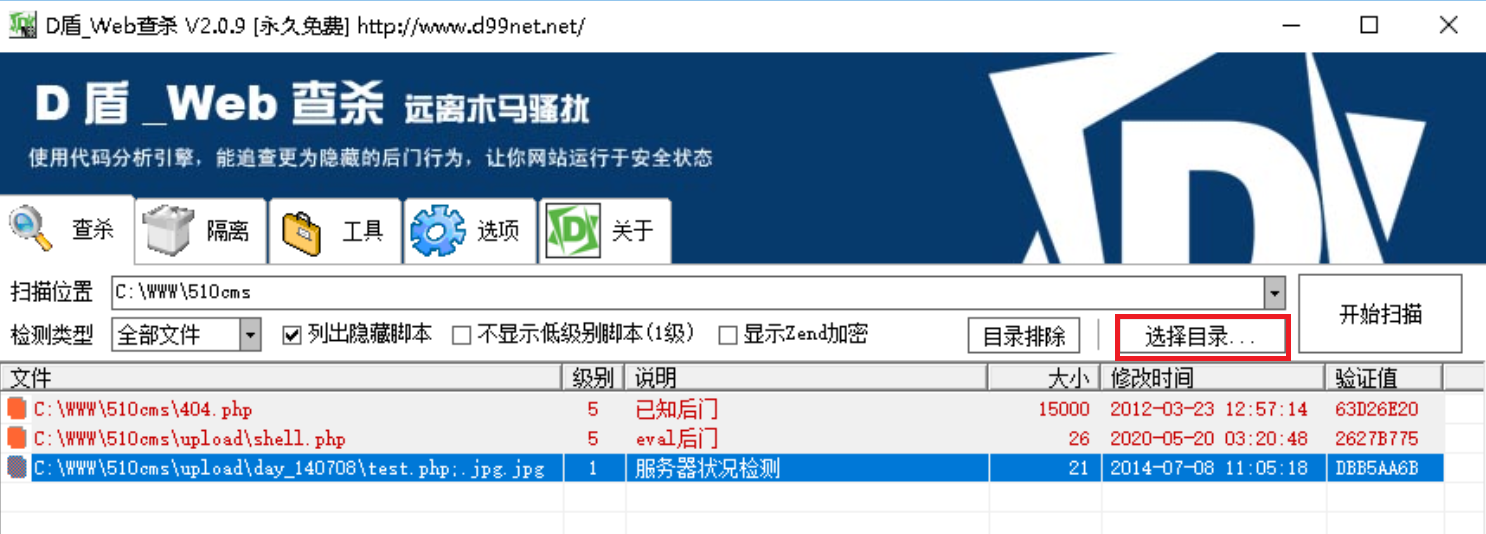 D盾_Web查杀 V2.0.9 [永久免费] http://www.d99net.net/
D盾_Web查杀 远离木马骚扰
使用代码分析引擎，能追查更为隐藏的后门行为，让你网站运行于安全状态
查杀 隔离 工具 选项 关于
扫描位置 C:\WWW\510cms 开始扫描
检测类型 全部文件 列出隐藏脚本 不显示低级别脚本(1级) 显示Zend加密 目录排除 选择目录...
文件 级别 说明 大小 修改时间 验证值
C:\WWW\510cms\404.php 5 已知后门 15000 2012-03-23 12:57:14 63D26E20
C:\WWW\510cms\upload\shell.php 5 eval后门 26 2020-05-20 03:20:48 2627B775
C:\WWW\510cms\upload\day_140708\test.php;.jpg.jpg 1 服务器状况检测 21 2014-07-08 11:05:18 DBB5AA6B